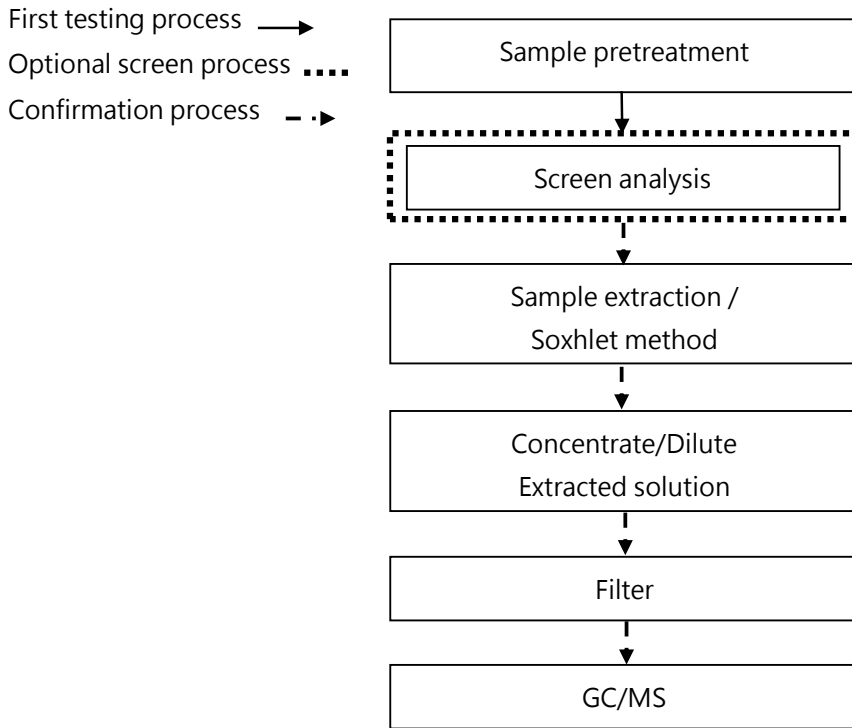 First testing process
Optional screen process
Confirmation process
Sample pretreatment
Screen analysis
Sample extraction /
Soxhlet method
Concentrate/Dilute
Extracted solution
Filter
GC/MS